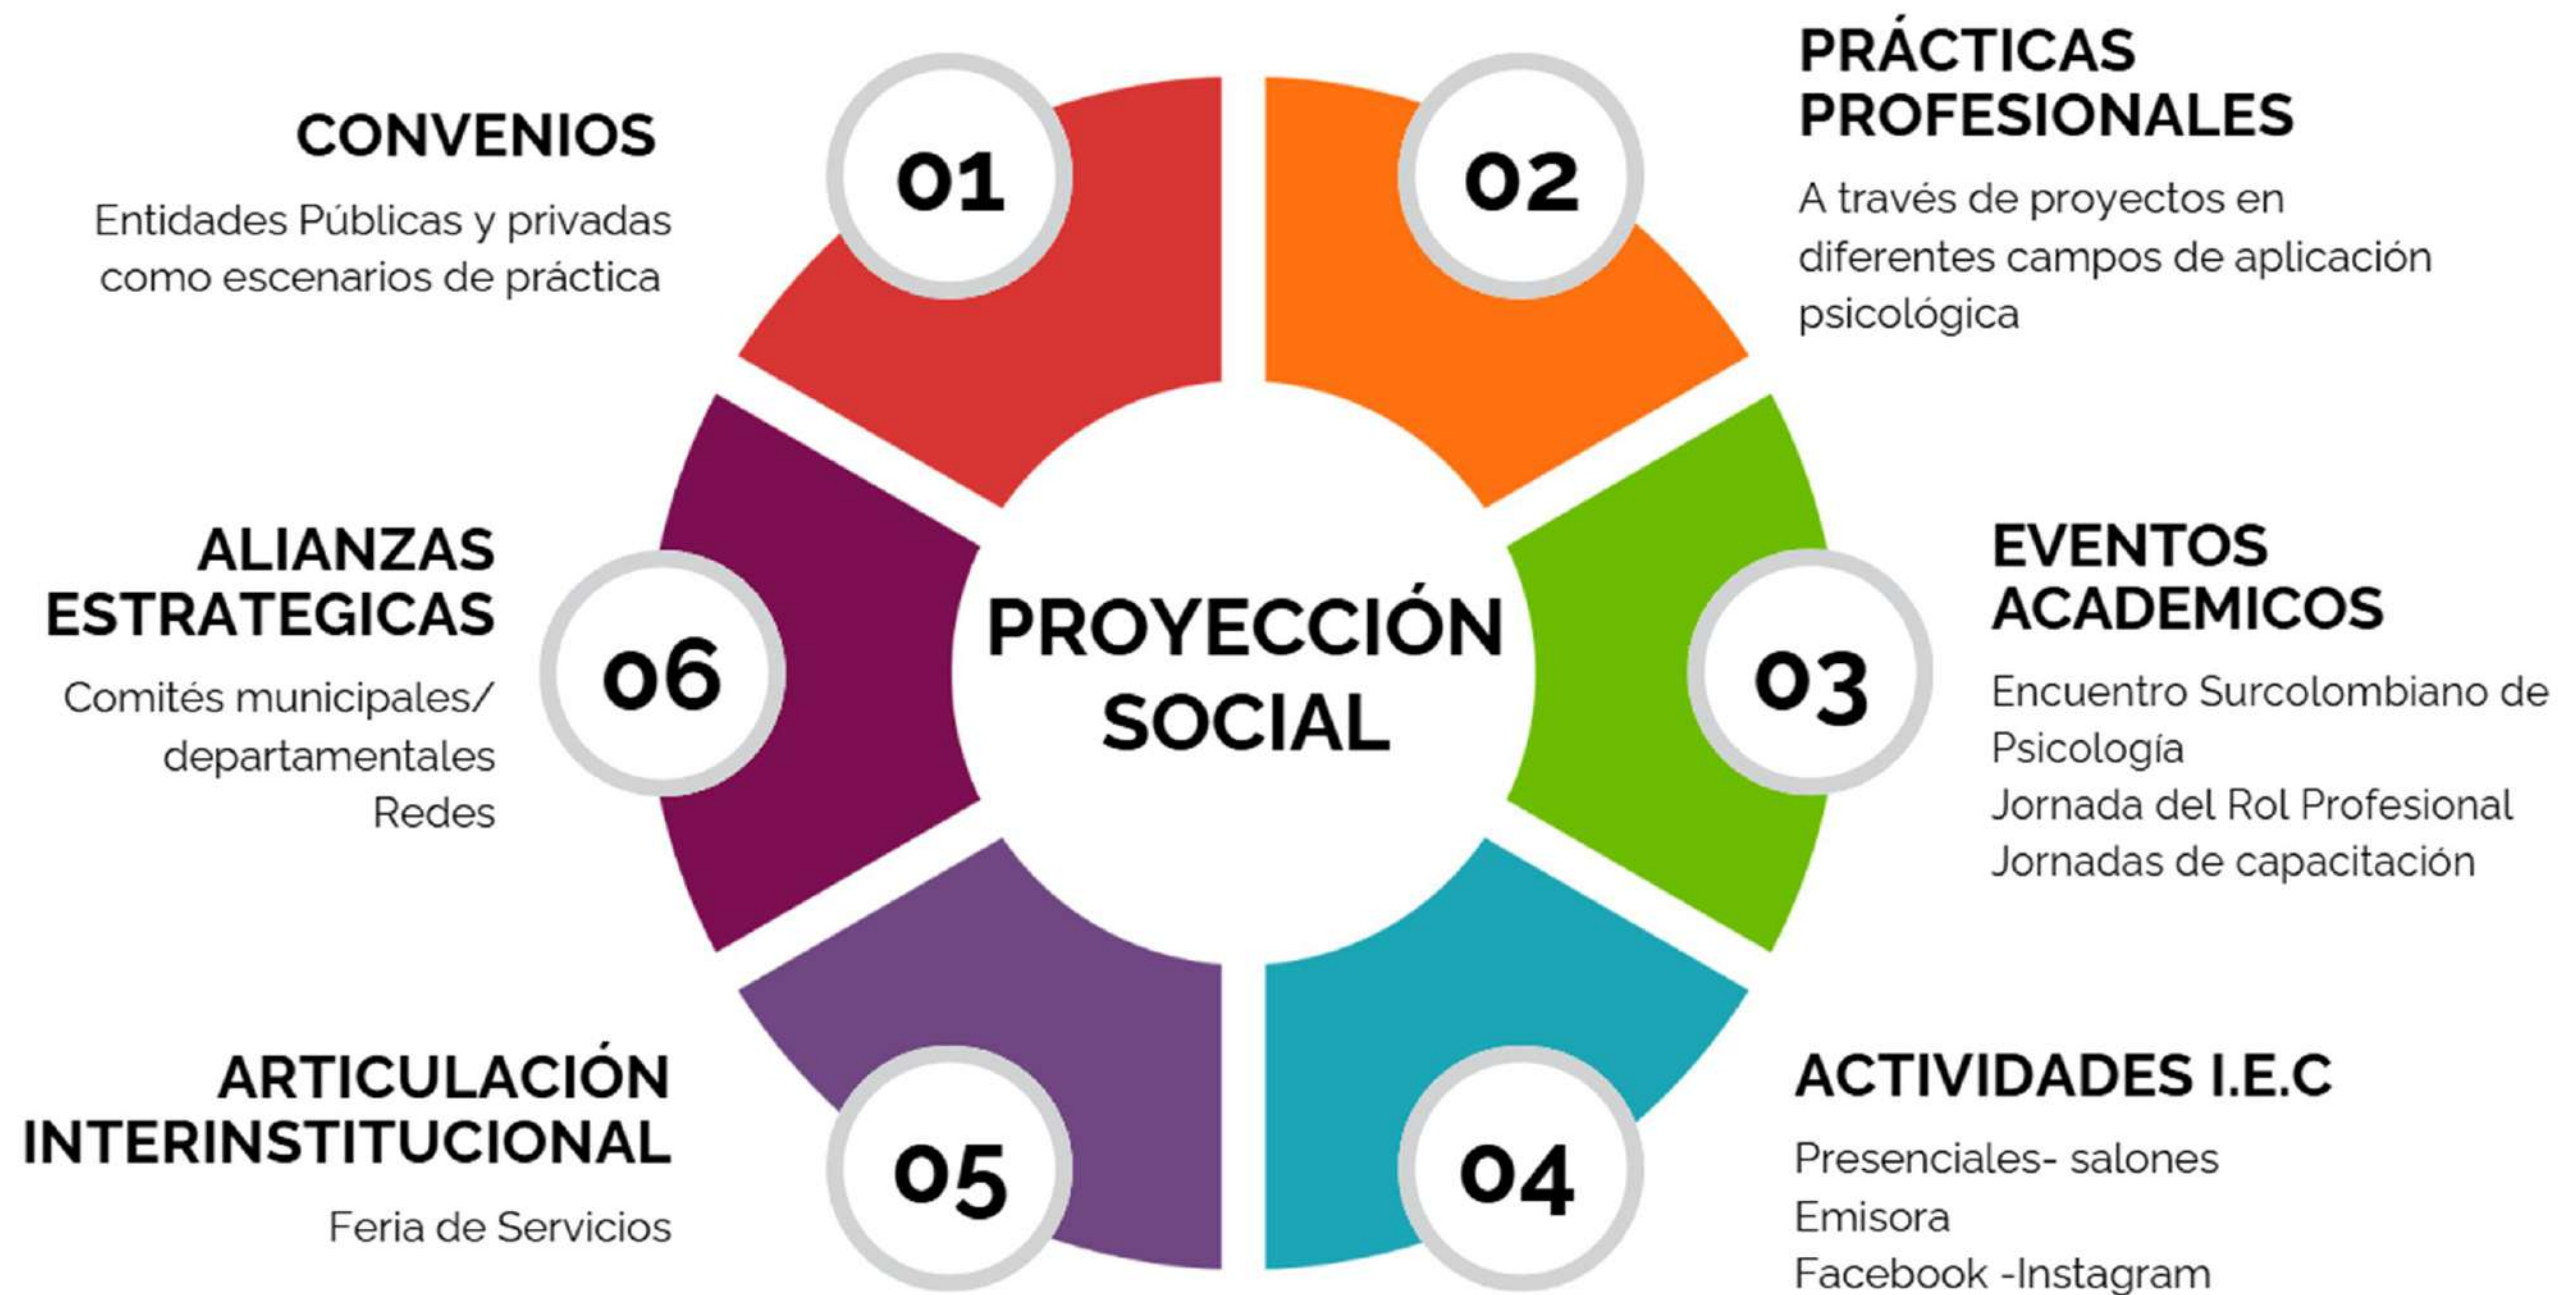 PROYECCIÓN
SOCIAL
01
CONVENIOS
Entidades Públicas y privadas
como escenarios de práctica
02
PRÁCTICAS
PROFESIONALES
A través de proyectos en
diferentes campos de aplicación
psicológica
03
EVENTOS
ACADEMICOS
Encuentro Surcolombiano de
Psicología
Jornada del Rol Profesional
Jornadas de capacitación
04
ACTIVIDADES I.E.C
Presenciales- salones
Emisora
Facebook -Instagram
05
ARTICULACIÓN
INTERINSTITUCIONAL
Feria de Servicios
06
ALIANZAS
ESTRATEGICAS
Comités municipales/
departamentales
Redes